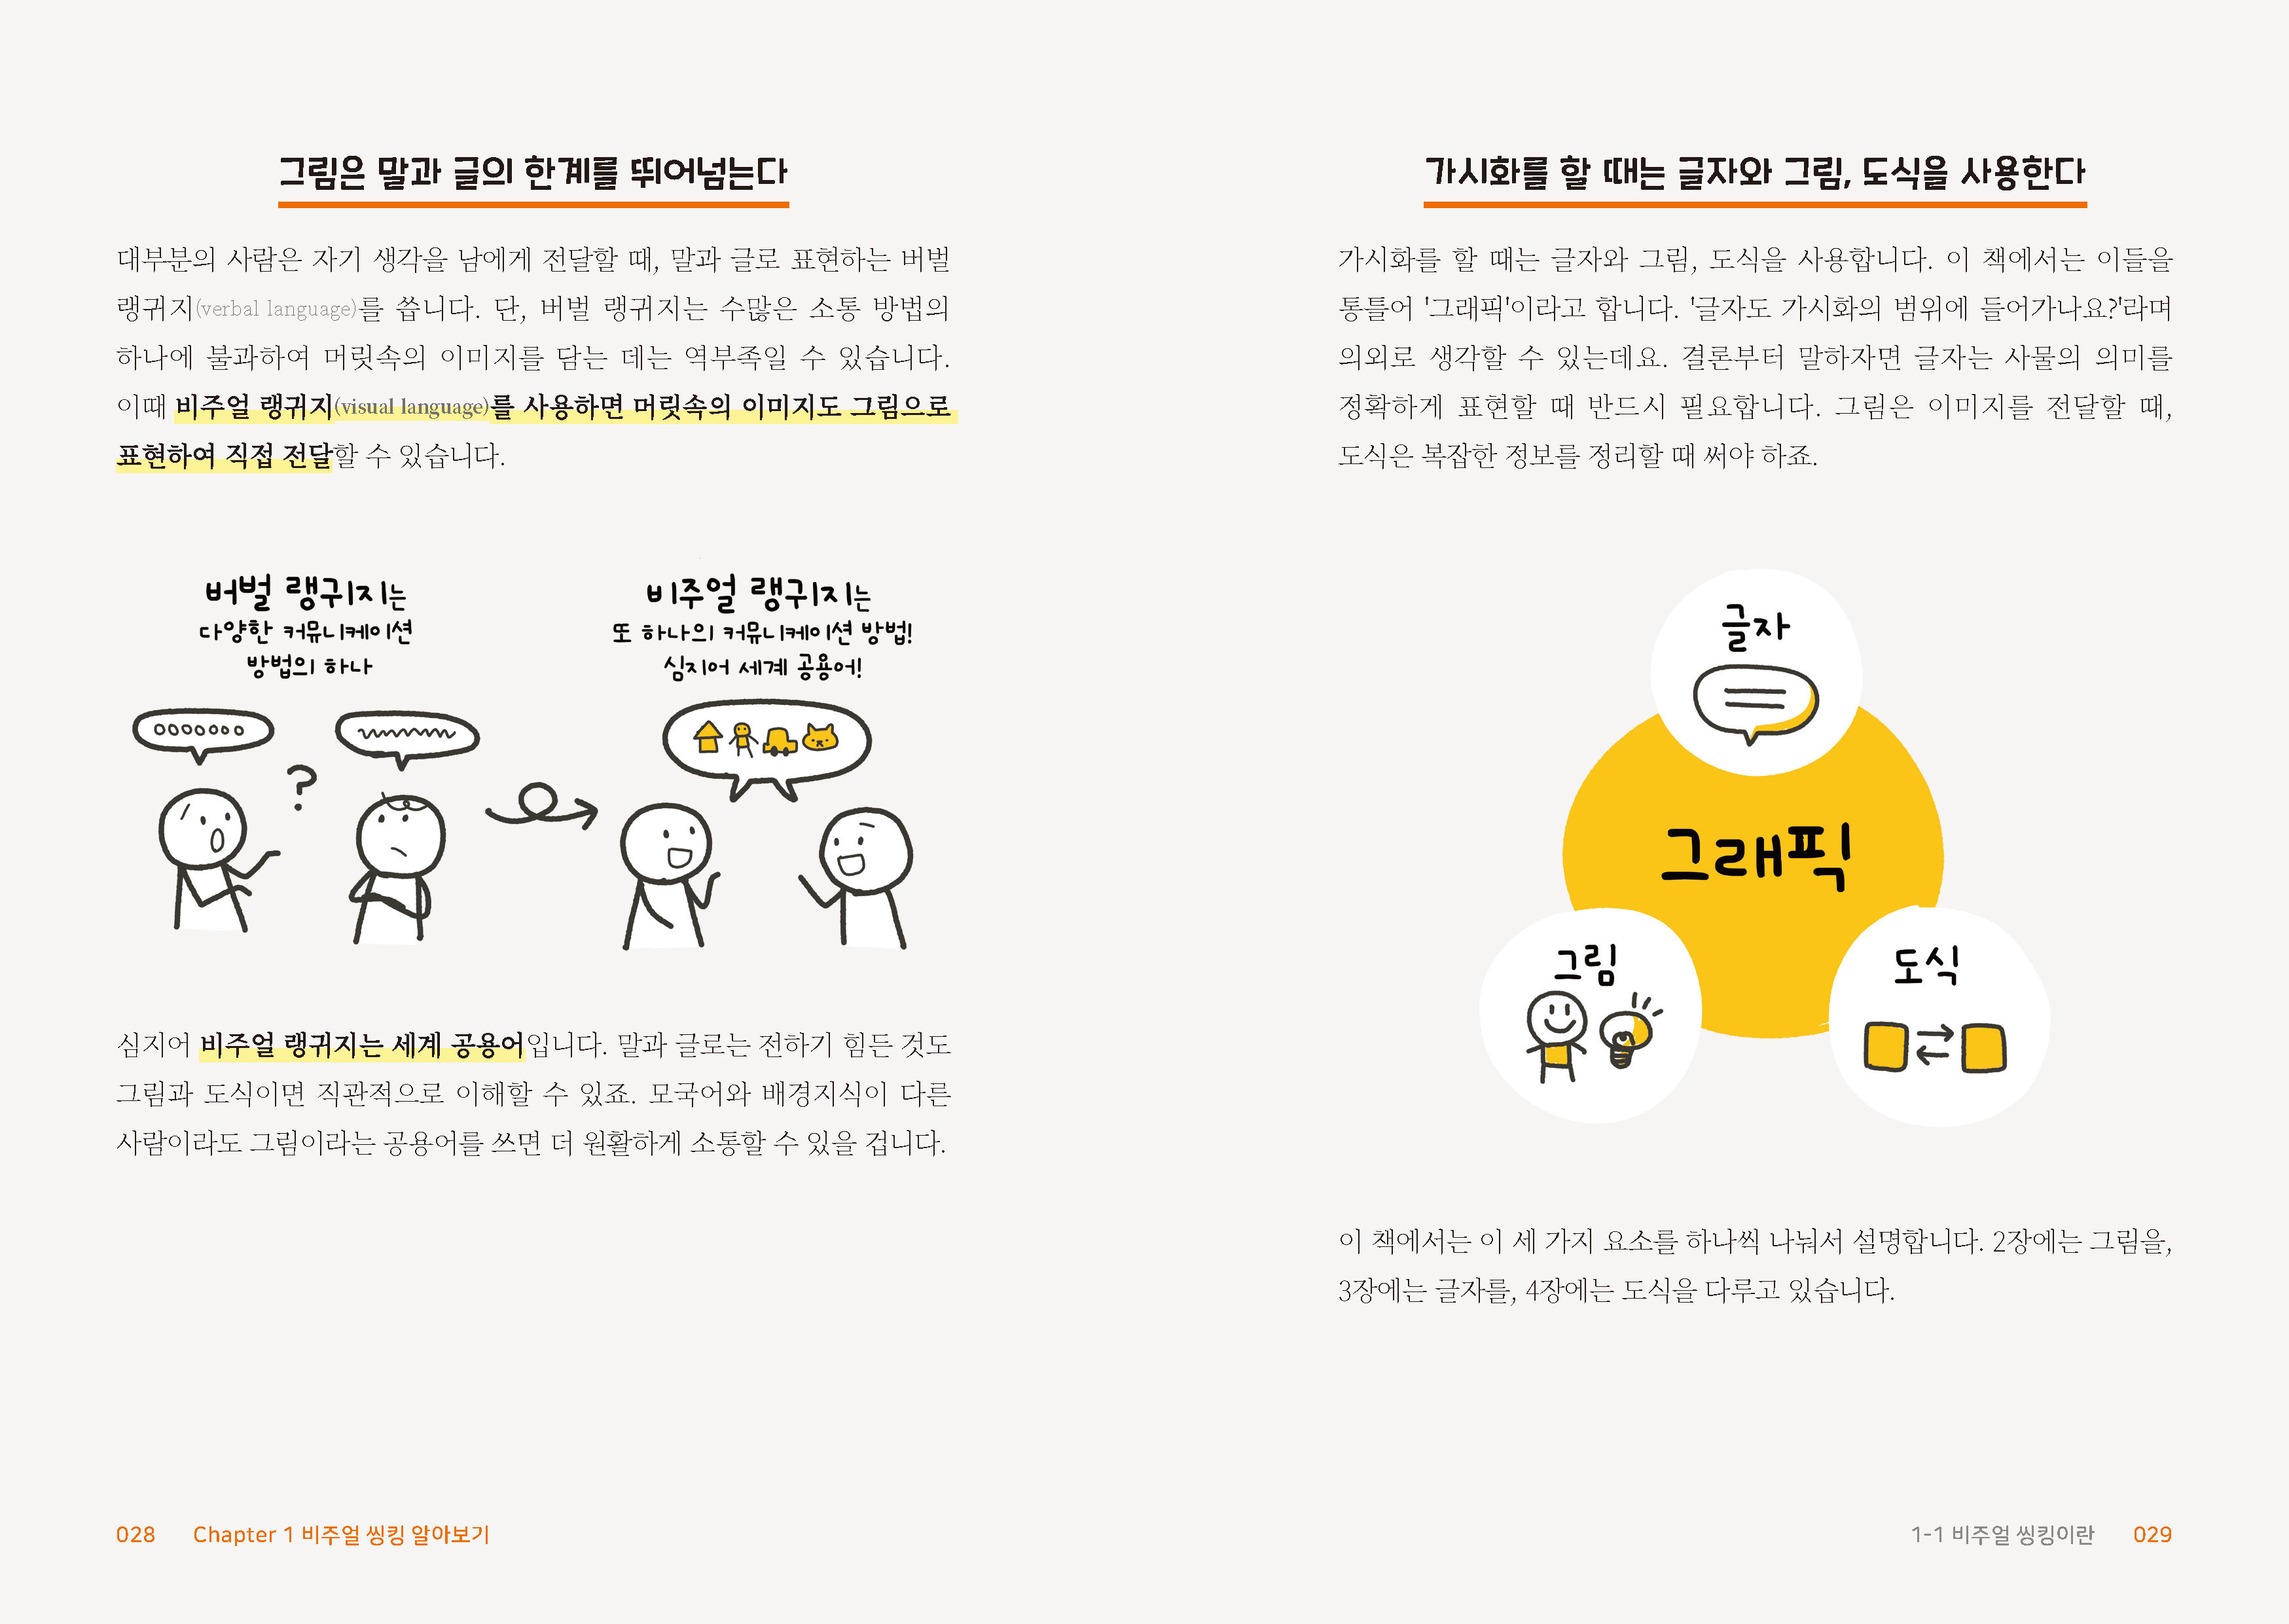 그림은 말과 글의 한계를 뛰어넘는다
대부분의 사람은 자기 생각을 남에게 전달할 때, 말과 글로 표현하는 버벌
랭귀지(verbal language)를 씁니다. 단, 버벌 랭귀지는 수많은 소통 방법의
하나에 불과하여 머릿속의 이미지를 담는 데는 역부족일 수 있습니다.
이때 비주얼 랭귀지(visual language)를 사용하면 머릿속의 이미지도 그림으로
표현하여 직접 전달할 수 있습니다.
버벌 랭귀지는
다양한 커뮤니케이션
방법의 하나
비주얼 랭귀지는
또 하나의 커뮤니케이션 방법!
심지어 세계 공용어!
?
심지어 비주얼 랭귀지는 세계 공용어입니다. 말과 글로는 전하기 힘든 것도
그림과 도식이면 직관적으로 이해할 수 있죠. 모국어와 배경지식이 다른
사람이라도 그림이라는 공용어를 쓰면 더 원활하게 소통할 수 있을 겁니다.
028 Chapter 1 비주얼 씽킹 알아보기
가시화를 할 때는 글자와 그림, 도식을 사용한다
가시화를 할 때는 글자와 그림, 도식을 사용합니다. 이 책에서는 이들을
통틀어 '그래픽'이라고 합니다. '글자도 가시화의 범위에 들어가나요?'라며
의외로 생각할 수 있는데요. 결론부터 말하자면 글자는 사물의 의미를
정확하게 표현할 때 반드시 필요합니다. 그림은 이미지를 전달할 때,
도식은 복잡한 정보를 정리할 때 써야 하죠.
글자
그래픽
그림
도식
이 책에서는 이 세 가지 요소를 하나씩 나눠서 설명합니다. 2장에는 그림을,
3장에는 글자를, 4장에는 도식을 다루고 있습니다.
1-1 비주얼 씽킹이란 029